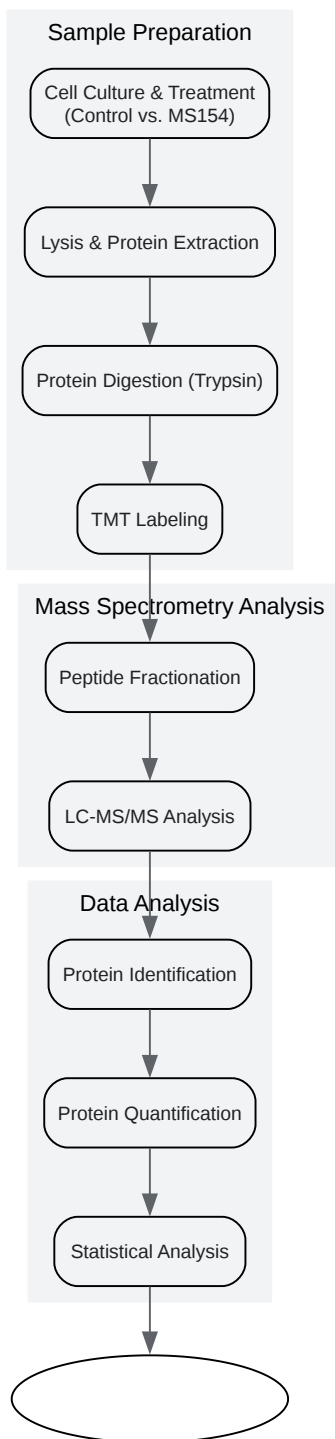 Sample Preparation
Cell Culture & Treatment
(Control vs. MS154)
Lysis & Protein Extraction
Protein Digestion (Trypsin)
TMT Labeling
Mass Spectrometry Analysis
Peptide Fractionation
LC-MS/MS Analysis
Data Analysis
Protein Identification
Protein Quantification
Statistical Analysis